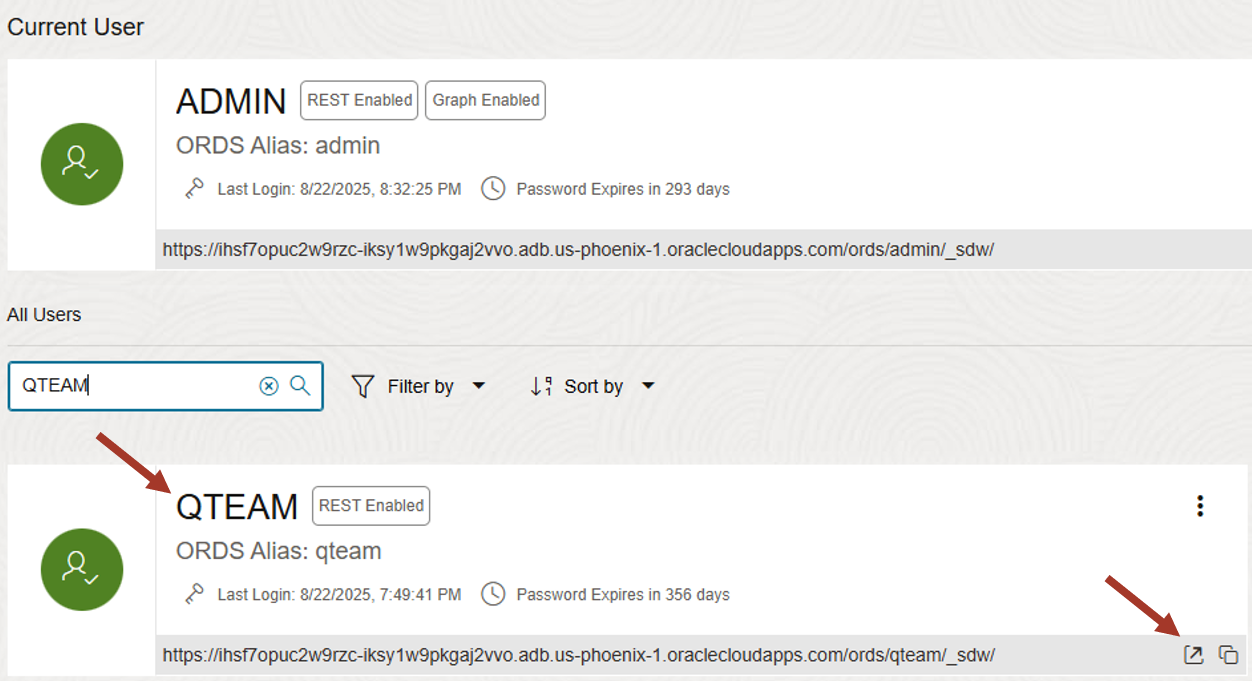 Current User
ADMIN REST Enabled Graph Enabled
ORDS Alias: admin
Last Login: 8/22/2025, 8:32:25 PM Password Expires in 293 days
https://ihsf7opuc2w9rzc-iksy1w9pkgaj2vvo.adb.us-phoenix-1.oraclecloudapps.com/ords/admin/_sdw/
All Users
QTEAM Filter by Sort by
QTEAM REST Enabled
ORDS Alias: qteam
Last Login: 8/22/2025, 7:49:41 PM Password Expires in 356 days
https://ihsf7opuc2w9rzc-iksy1w9pkgaj2vvo.adb.us-phoenix-1.oraclecloudapps.com/ords/qteam/_sdw/